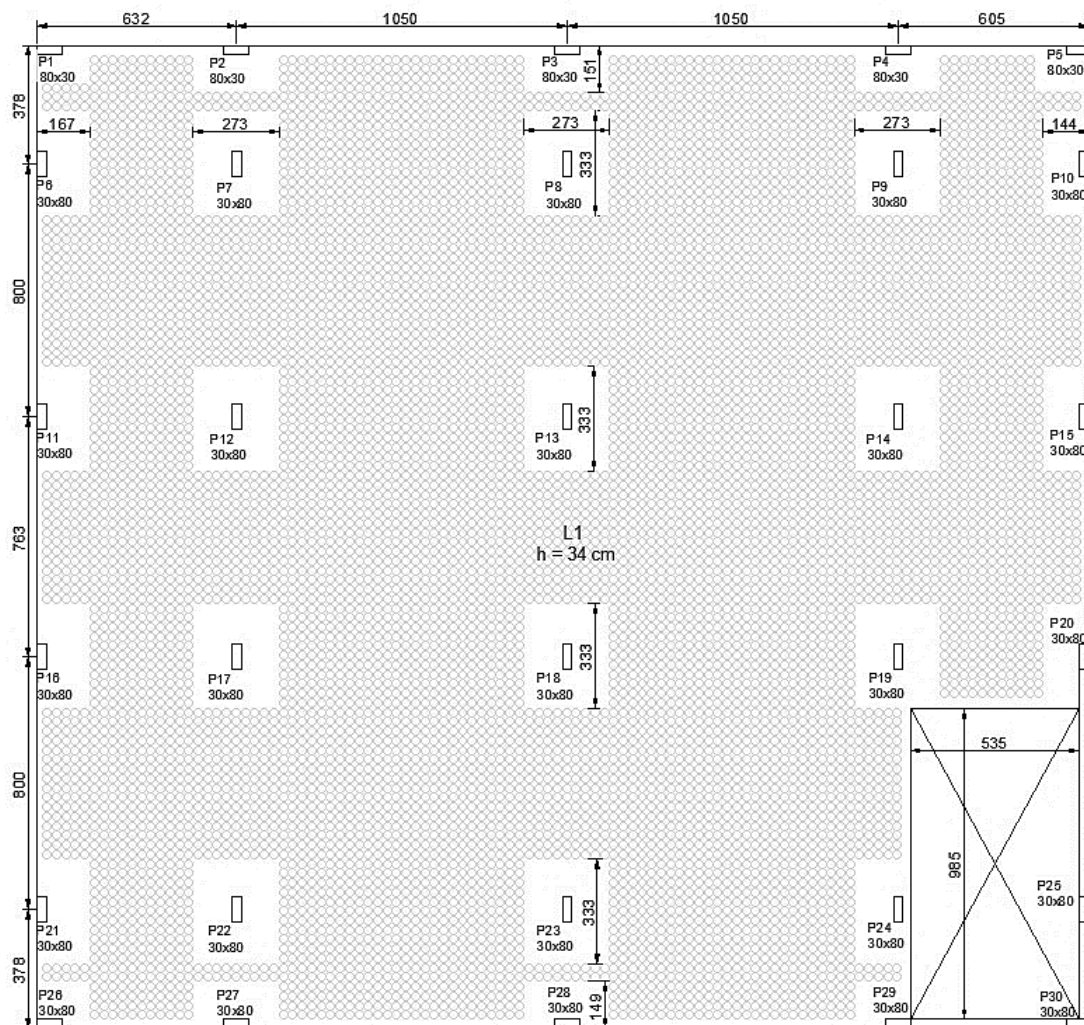 632 1050 1050 605
P1 P2 P3 P4 P5
80x30 80x30 80x30 80x30 80x30
151
378
167 273 273 273 144
333
P6 P7 P8 P9 P10
30x80 30x80 30x80 30x80 30x80
800
333
P11 P12 P13 P14 P15
30x80 30x80 30x80 30x80 30x80
763
L1
h = 34 cm
333
P20
30x80
P16 P17 P18 P19
30x80 30x80 30x80 30x80
535
800
985
333
P25
30x80
P21 P22 P23 P24
30x80 30x80 30x80 30x80
378
149
P26 P27 P28 P29 P30
30x80 30x80 30x80 30x80 30x80